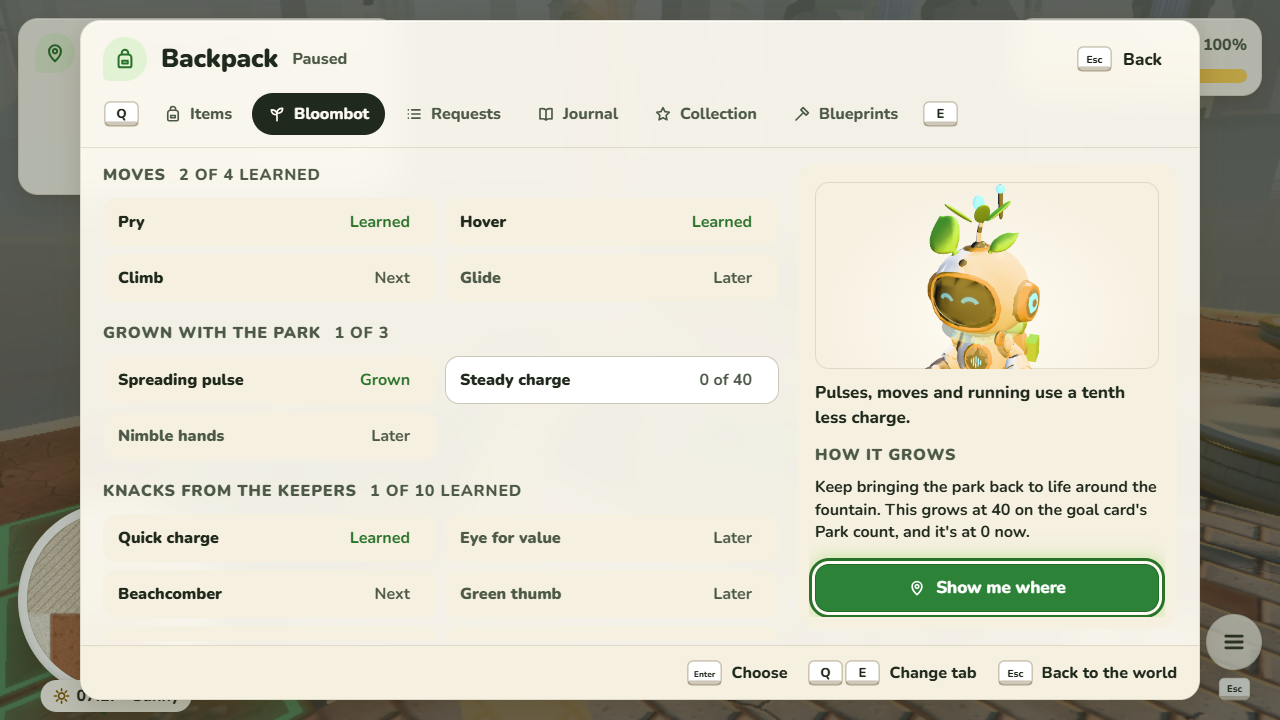 Backpack Paused
Esc Back
100%
Q Items Bloombot Requests Journal Collection Blueprints E
MOVES 2 OF 4 LEARNED
Pry Learned
Hover Learned
Climb Next
Glide Later
GROWN WITH THE PARK 1 OF 3
Spreading pulse Grown
Steady charge 0 of 40
Nimble hands Later
KNACKS FROM THE KEEPERS 1 OF 10 LEARNED
Quick charge Learned
Eye for value Later
Beachcomber Next
Green thumb Later
Pulses, moves and running use a tenth
less charge.
HOW IT GROWS
Keep bringing the park back to life around the
fountain. This grows at 40 on the goal card's
Park count, and it's at 0 now.
Show me where
Enter Choose Q E Change tab Esc Back to the world
Esc